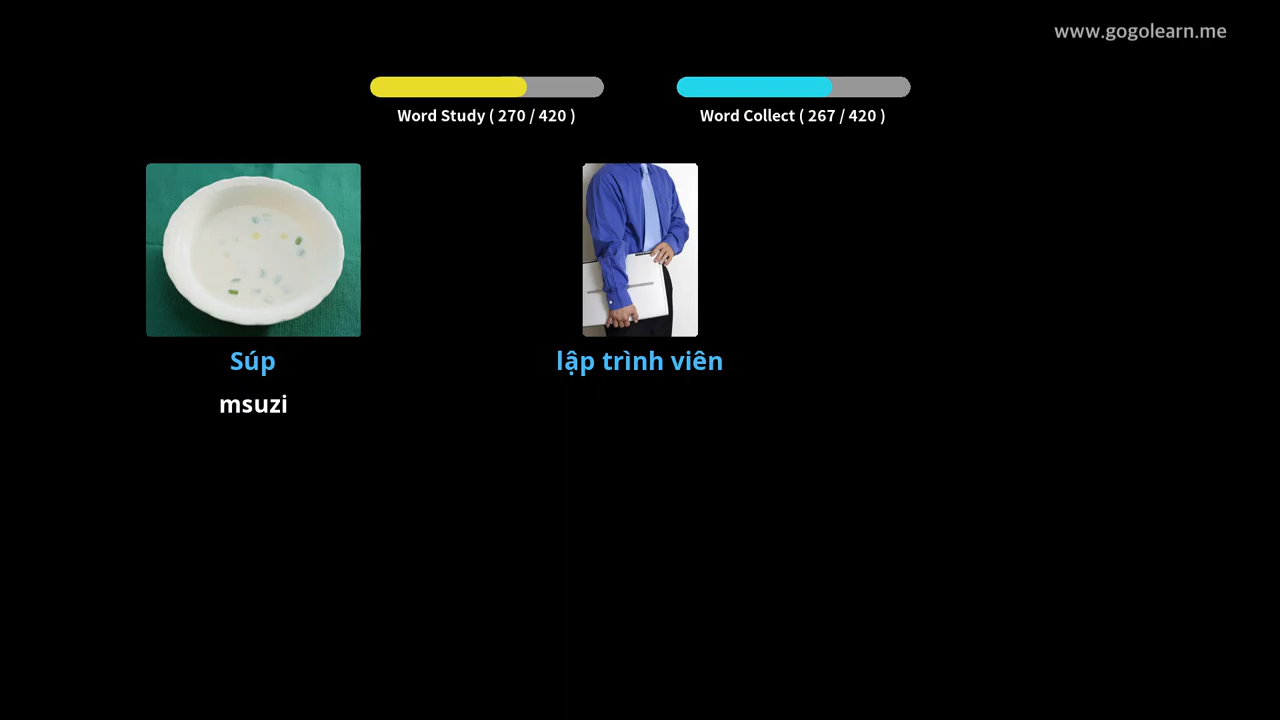 www.gogolearn.me
Word Study ( 270 / 420 )
Word Collect ( 267 / 420 )
Súp
lập trình viên
msuzi